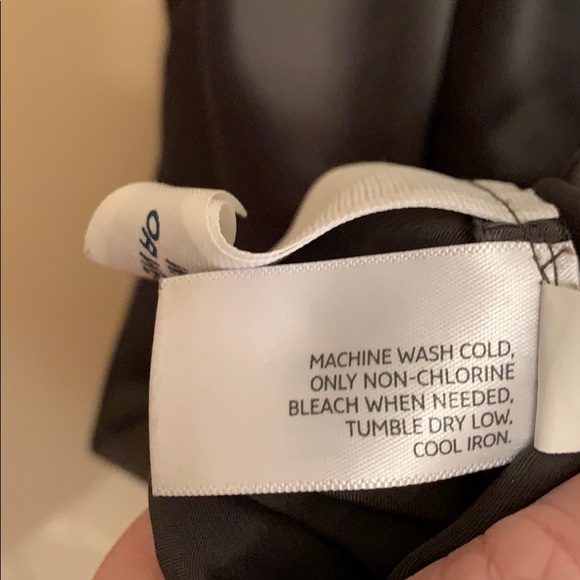 MACHINE WASH COLD,
ONLY NON-CHLORINE
BLEACH WHEN NEEDED,
TUMBLE DRY LOW,
COOL IRON.